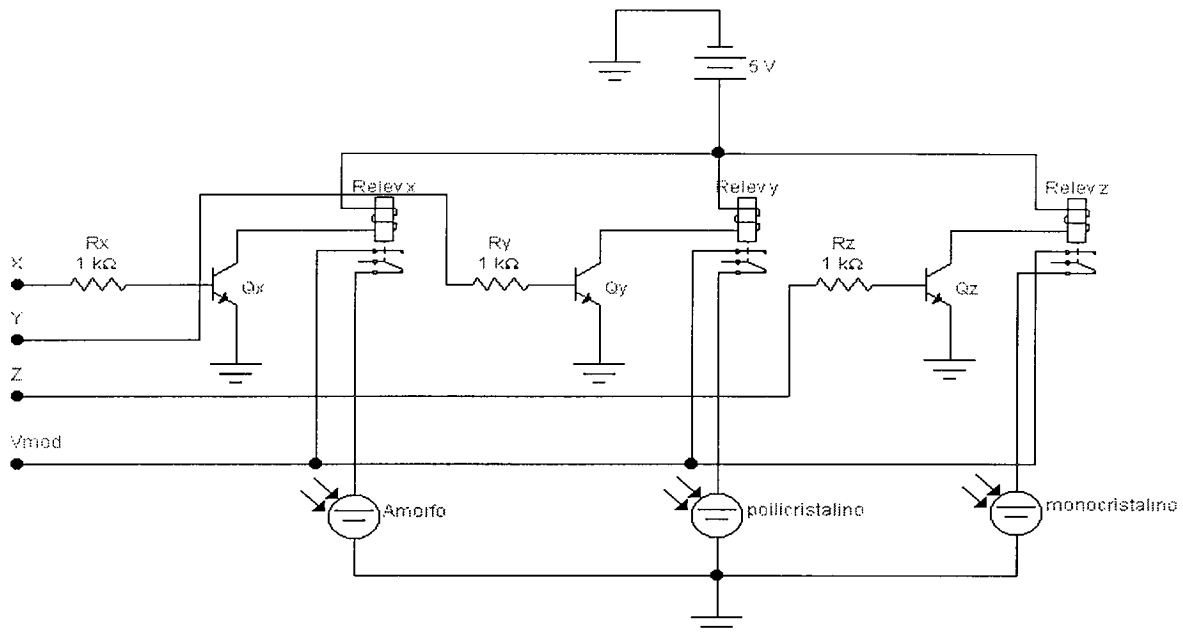 5 V
Relev x
Relev y
Relev z
Rx
1 kΩ
Ry
1 kΩ
Rz
1 kΩ
X
Qx
Qy
Qz
Y
Z
Vmod
Amorfo
poilicristalino
monocristalino